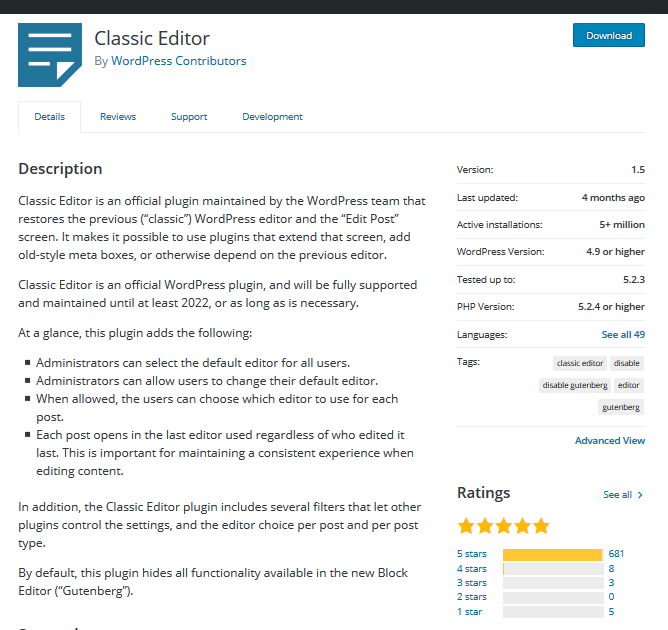 Classic Editor
By WordPress Contributors
Download
Details
Reviews
Support
Development
Description
Classic Editor is an official plugin maintained by the WordPress team that
restores the previous (“classic”) WordPress editor and the “Edit Post”
screen. It makes it possible to use plugins that extend that screen, add
old-style meta boxes, or otherwise depend on the previous editor.
Classic Editor is an official WordPress plugin, and will be fully supported
and maintained until at least 2022, or as long as is necessary.
At a glance, this plugin adds the following:
Administrators can select the default editor for all users.
Administrators can allow users to change their default editor.
When allowed, the users can choose which editor to use for each
post.
Each post opens in the last editor used regardless of who edited it
last. This is important for maintaining a consistent experience when
editing content.
In addition, the Classic Editor plugin includes several filters that let other
plugins control the settings, and the editor choice per post and per post
type.
By default, this plugin hides all functionality available in the new Block
Editor (“Gutenberg”).
Version: 1.5
Last updated: 4 months ago
Active installations: 5+ million
WordPress Version: 4.9 or higher
Tested up to: 5.2.3
PHP Version: 5.2.4 or higher
Languages: See all 49
Tags: classic editor disable
disable gutenberg editor
gutenberg
Advanced View
Ratings See all
5 stars 681
4 stars 8
3 stars 3
2 stars 0
1 star 5